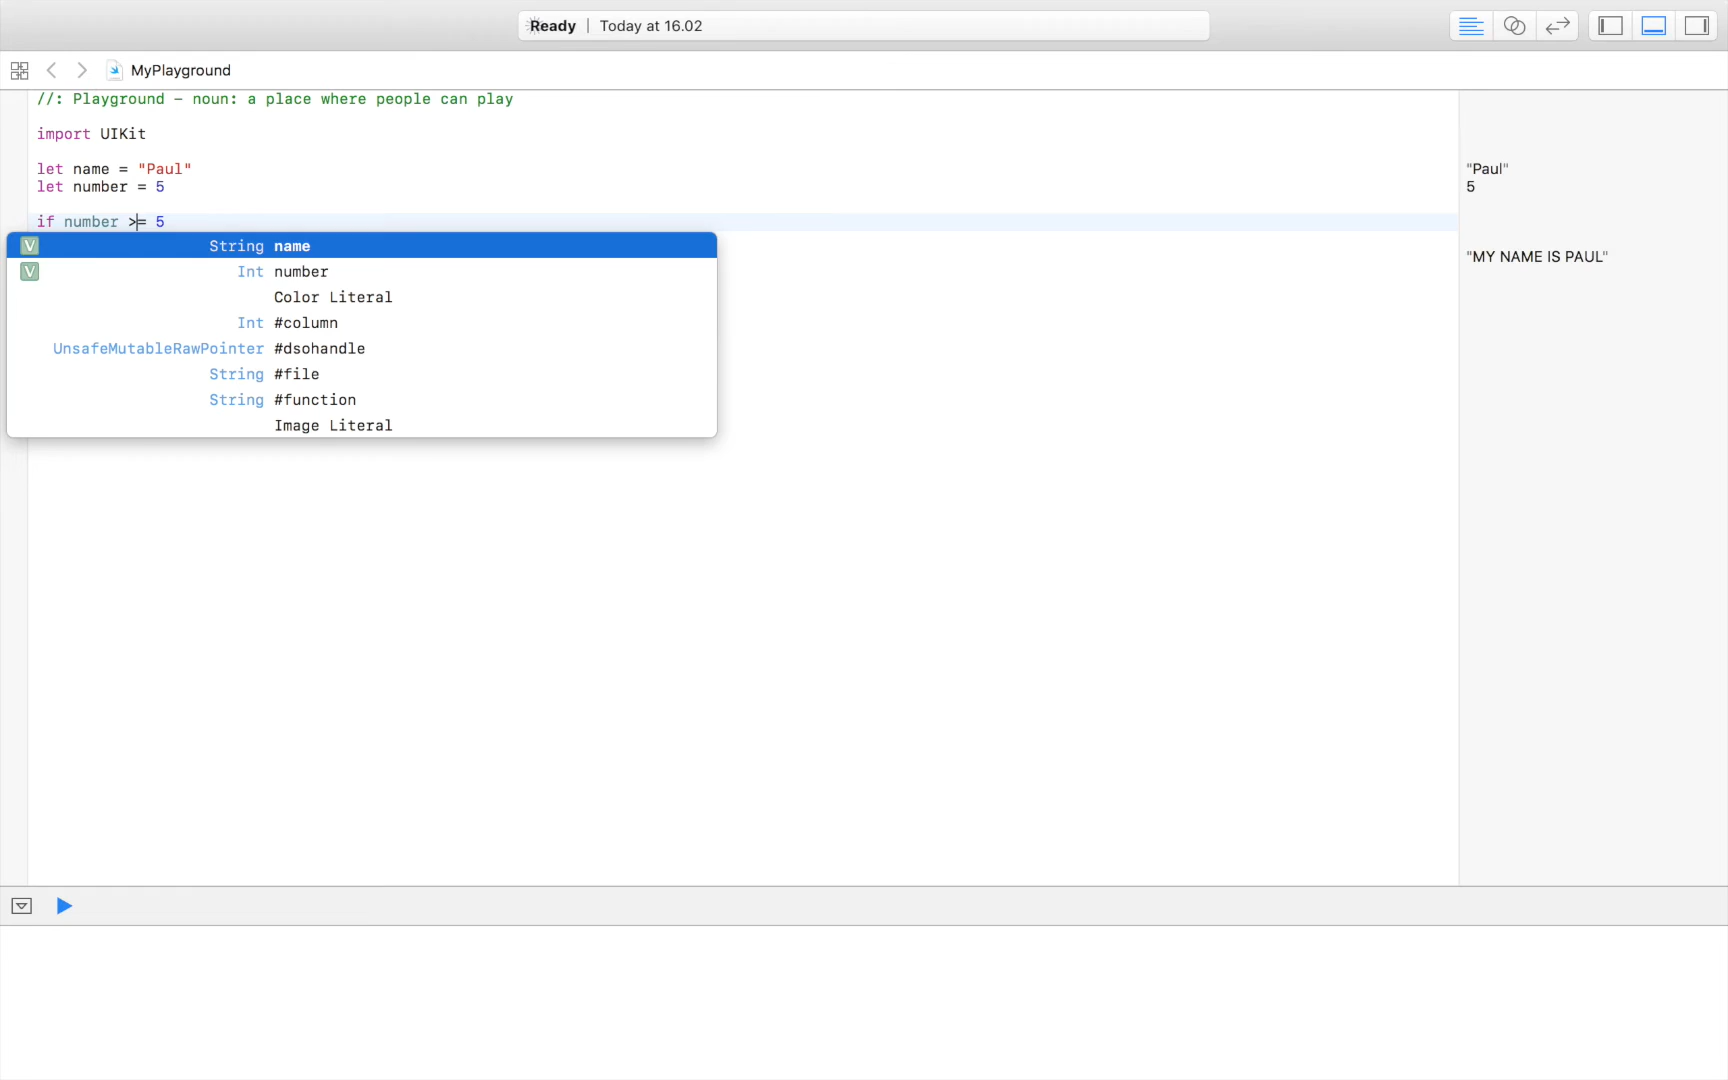 Ready | Today at 16.02
MyPlayground
//: Playground - noun: a place where people can play
import UIKit
let name = "Paul"
"Paul"
let number = 5
5
if number >= 5
V String name
"MY NAME IS PAUL"
V Int number
Color Literal
Int #column
UnsafeMutableRawPointer #dsohandle
String #file
String #function
Image Literal